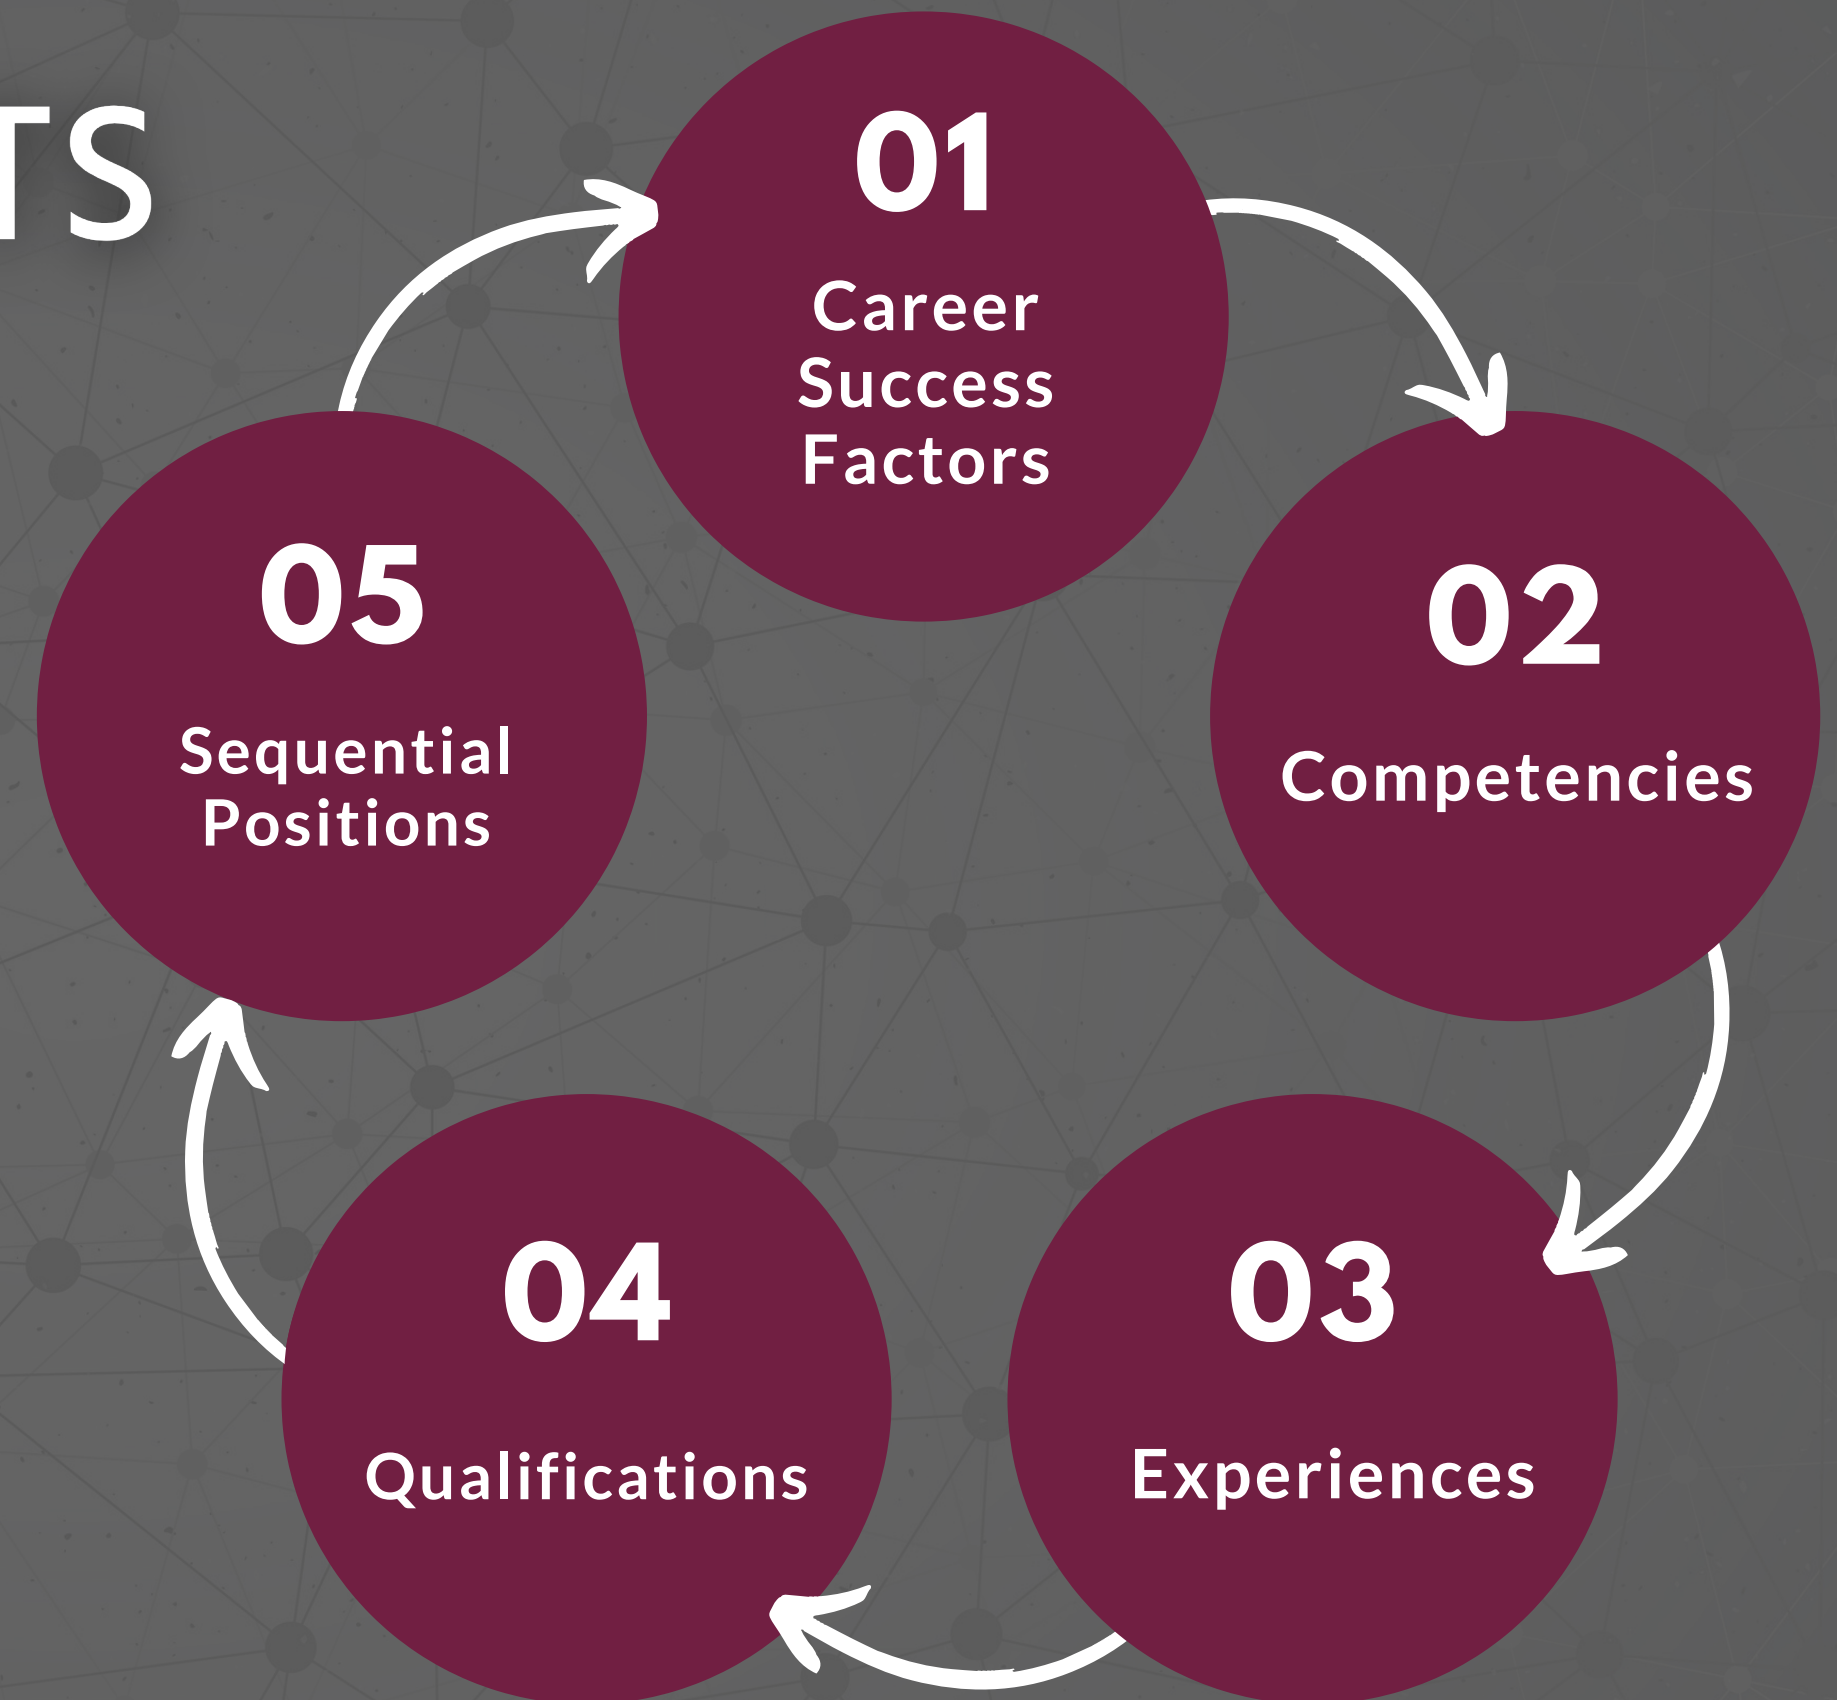 TS
01
Career
Success
Factors
02
Competencies
03
Experiences
04
Qualifications
05
Sequential
Positions